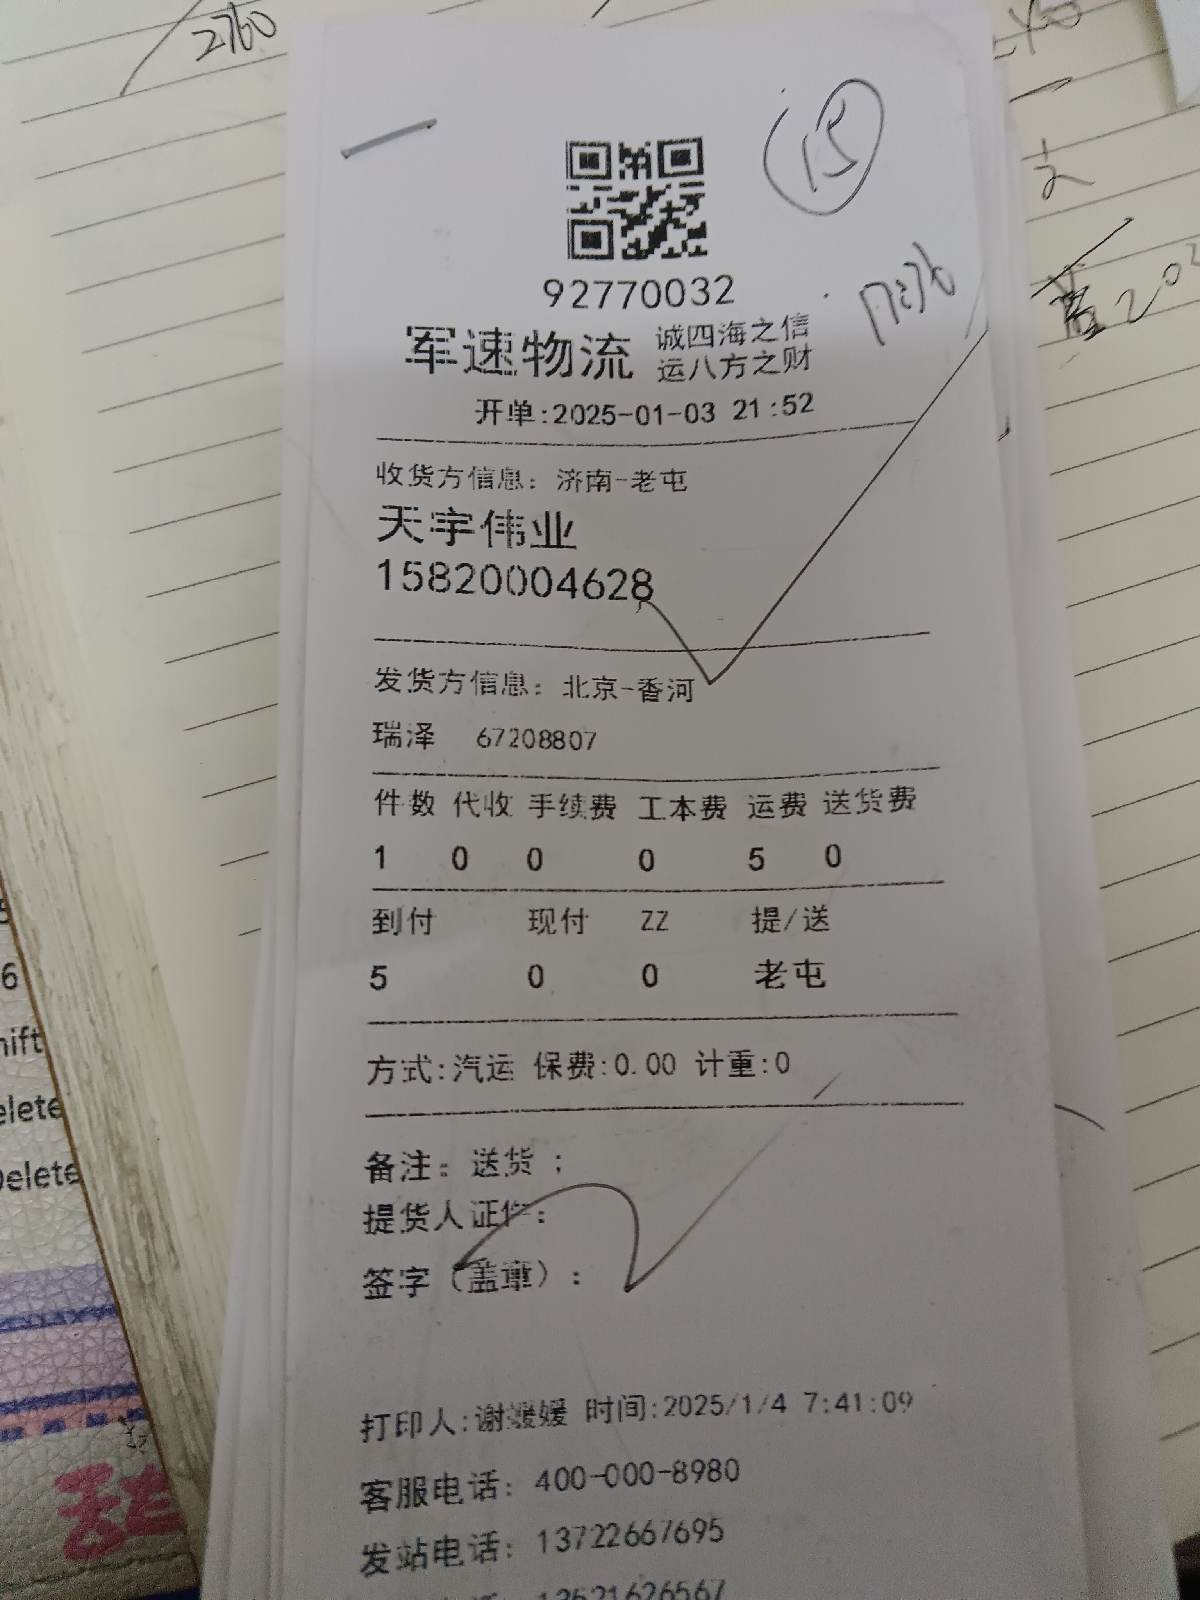 2760
15
92770032
军速物流 诚四海之信
运八方之财
开单:2025-01-03 21:52
收货方信息：济南-老屯
天宇伟业
15820004628
发货方信息：北京-香河
瑞泽 67208807
件数 代收 手续费 工本费 运费 送货费
1 0 0 0 5 0
到付 现付 ZZ 提/送
5 0 0 老屯
方式:汽运 保费:0.00 计重:0
备注：送货 ；
提货人证件：
签字（盖章）：
打印人:谢媛媛 时间:2025/1/4 7:41:09
客服电话：400-000-8980
发站电话：13722667695
13521626567
6
elete
Delete